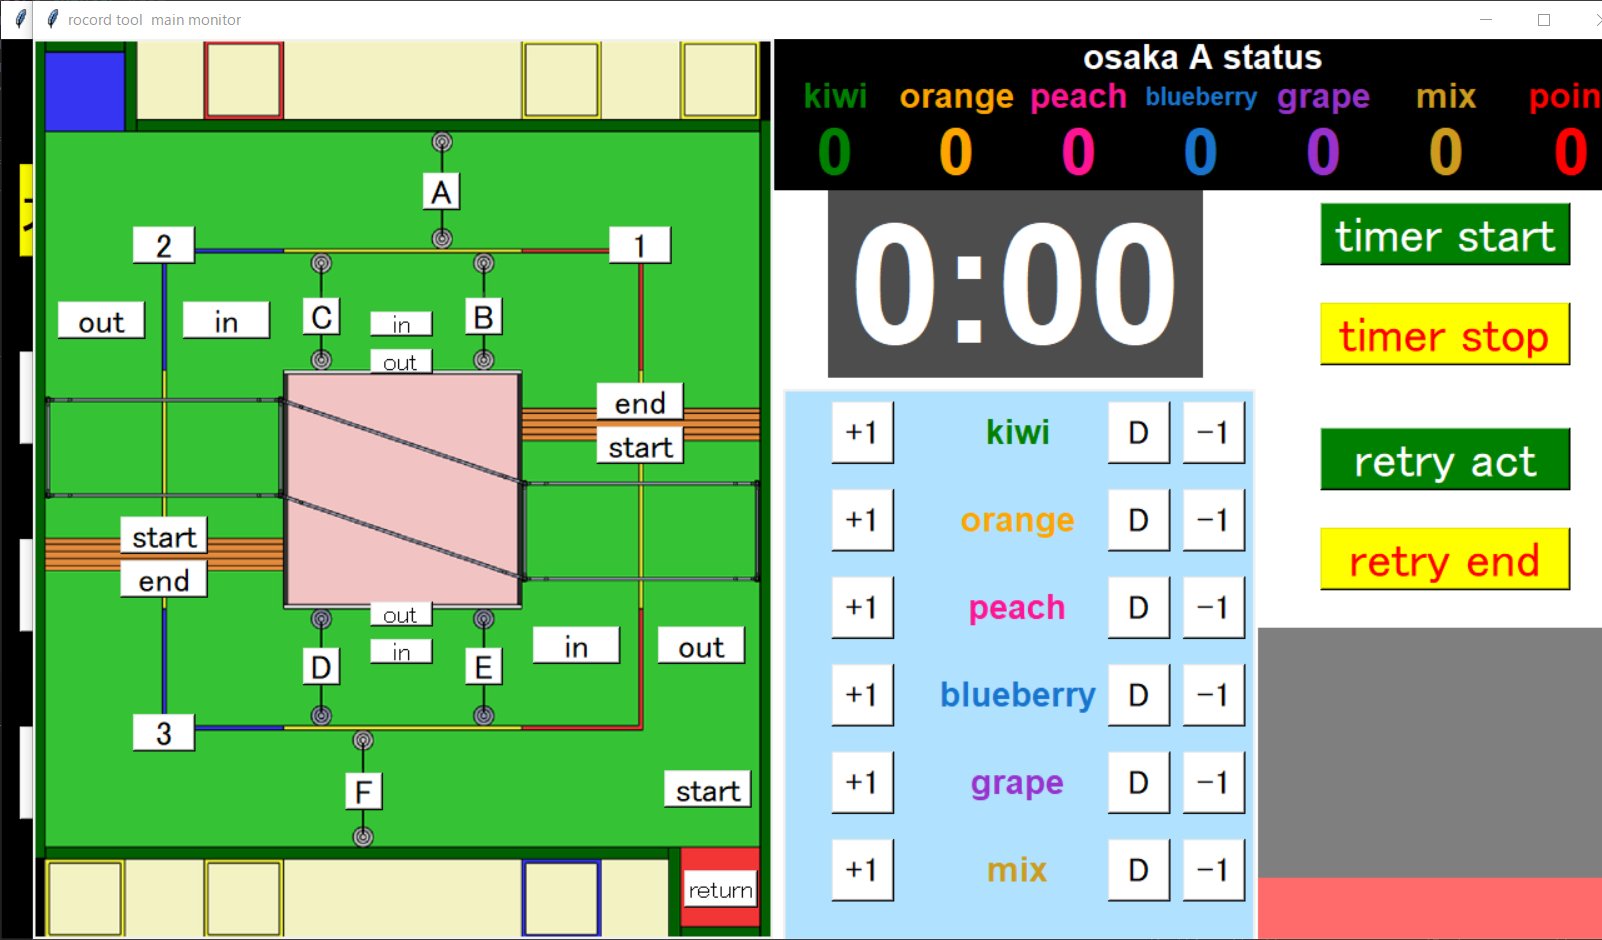 rocord tool  main monitor
osaka A status
kiwi orange peach blueberry grape mix poin
0 0 0 0 0 0 0
0:00
timer start
timer stop
retry act
retry end
A
2 1
out in C in B
out
end
start
start
end
out
in
D E in out
3
F
start
return
+1 kiwi D -1
+1 orange D -1
+1 peach D -1
+1 blueberry D -1
+1 grape D -1
+1 mix D -1